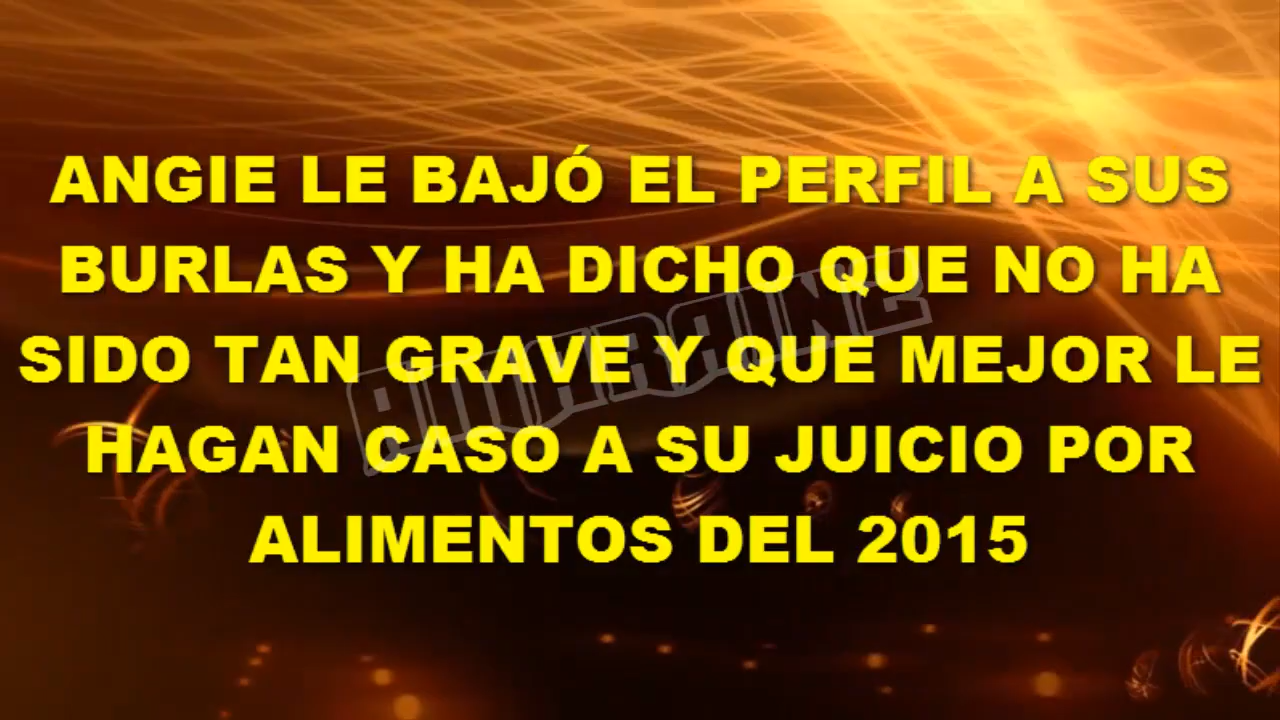 ANGIE LE BAJÓ EL PERFIL A SUS
BURLAS Y HA DICHO QUE NO HA
SIDO TAN GRAVE Y QUE MEJOR LE
HAGAN CASO A SU JUICIO POR
ALIMENTOS DEL 2015